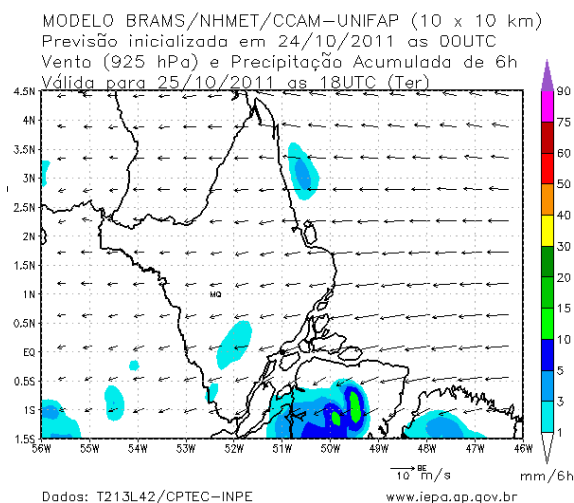 MODELO BRAMS/NHMET/CCAM-UNIFAP (10 x 10 km)
Previsão inicializada em 24/10/2011 as 00UTC
Vento (925 hPa) e Precipitação Acumulada de 6h
Válida para 25/10/2011 as 18UTC (Ter)
4.5N
4N
3.5N
3N
2.5N
2N
1.5N
1N
0.5N
EQ
0.5S
1S
1.5S
MQ
56W 55W 54W 53W 52W 51W 50W 49W 48W 47W 46W
90
75
60
50
40
30
20
15
10
5
3
1
mm/6h
BE
10 m/s
Dados: T213L42/CPTEC-INPE www.iepa.ap.gov.br